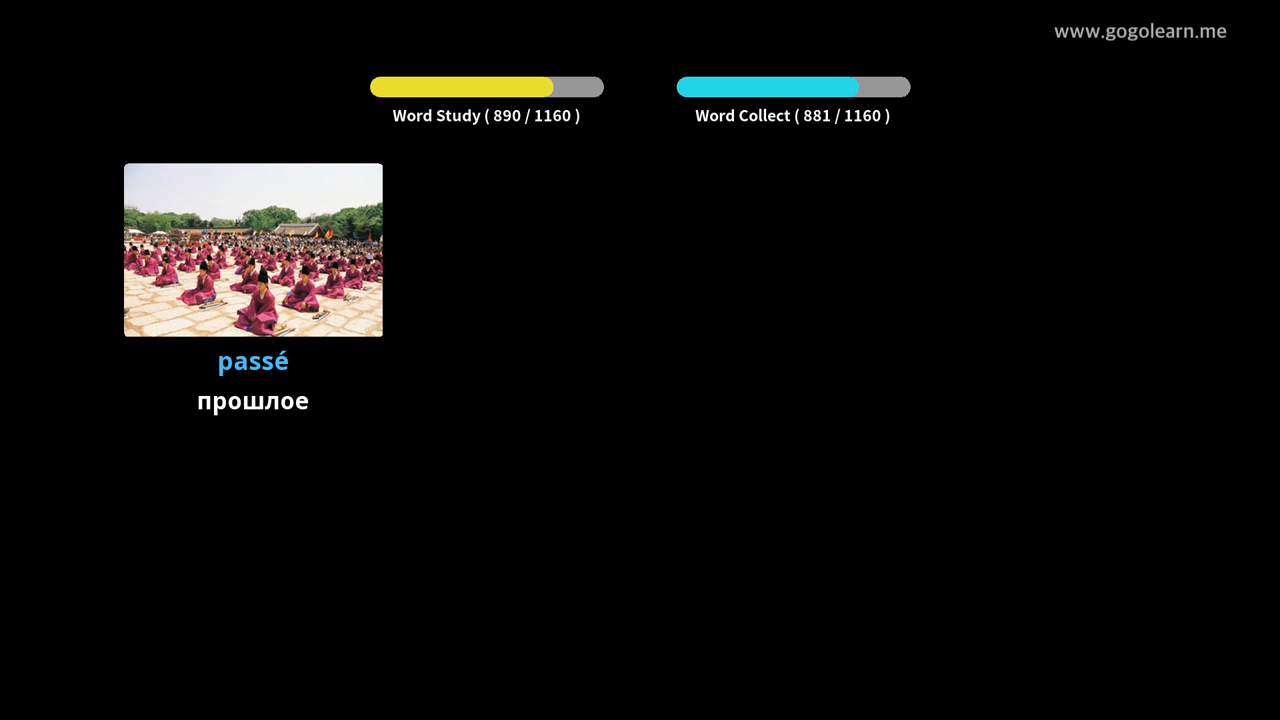 www.gogolearn.me
Word Study ( 890 / 1160 )
Word Collect ( 881 / 1160 )
passé
прошлое